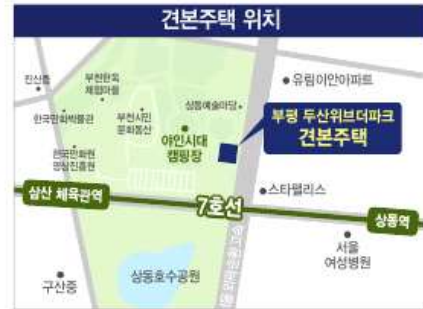 견본주택 위치
진산중
부천한옥
체험마을
유림이안아파트
한국만화박물관
부천시민
문화동산
상동예술마당
야인시대
캠핑장
부평 두산위브더파크
견본주택
한국만화현
영상진흥원
스타팰리스
삼산 체육관역
7호선
상동역
서울
여성병원
구산중
상동호수공원